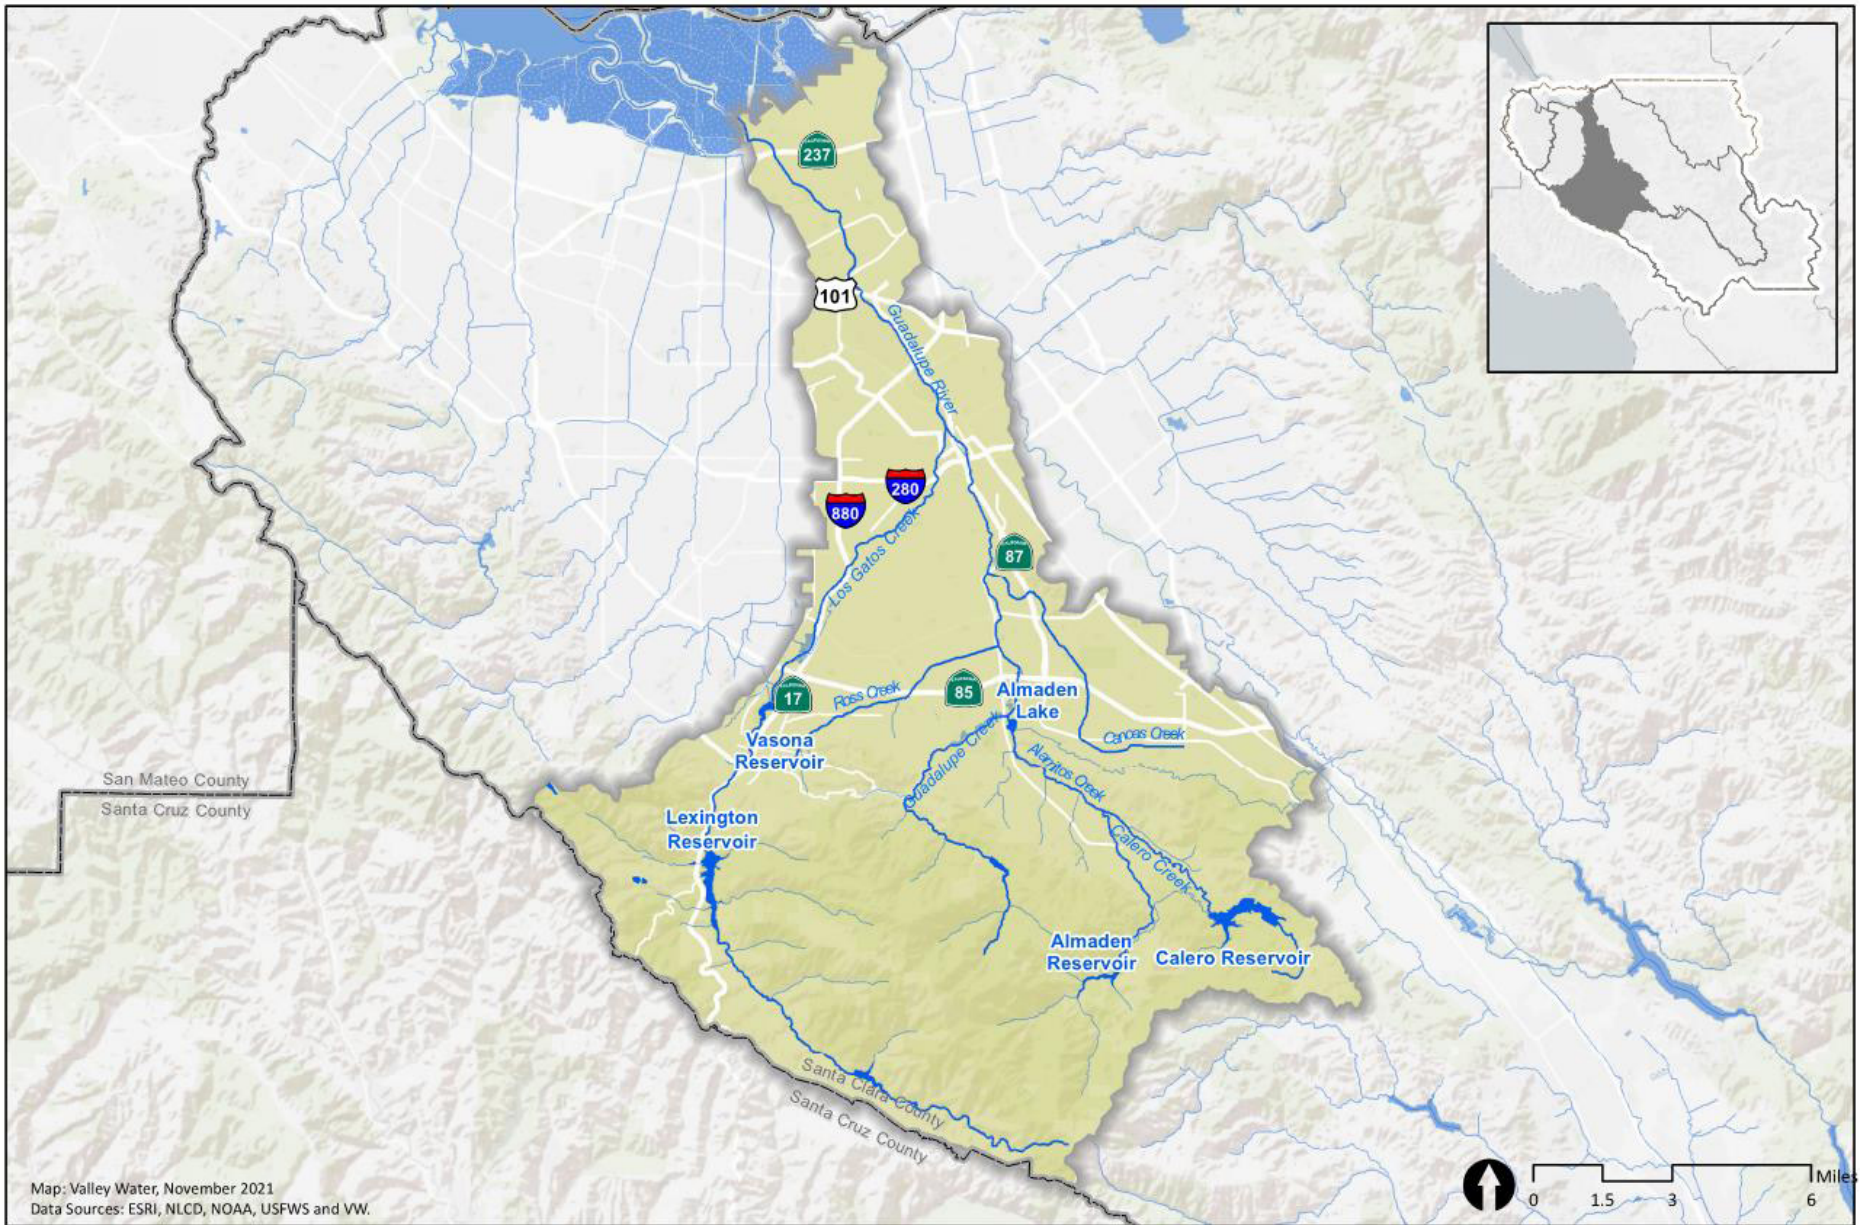 237
101
Guadalupe River
280
880
Los Gatos Creek
87
17
Ross Creek
85
Almaden
Lake
Vasona
Reservoir
Guadalupe Creek
Canoas Creek
Alamitos Creek
San Mateo County
Santa Cruz County
Lexington
Reservoir
Calero Creek
Almaden
Reservoir
Calero Reservoir
Santa Clara County
Santa Cruz County
Map: Valley Water, November 2021
Data Sources: ESRI, NLCD, NOAA, USFWS and VW.
Miles
0 1.5 3 6